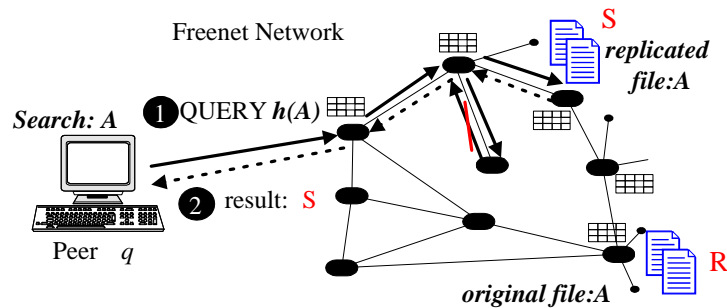 Freenet Network
S
replicated
file:A
Search: A
1 QUERY h(A)
2 result: S
Peer q
original file:A
R